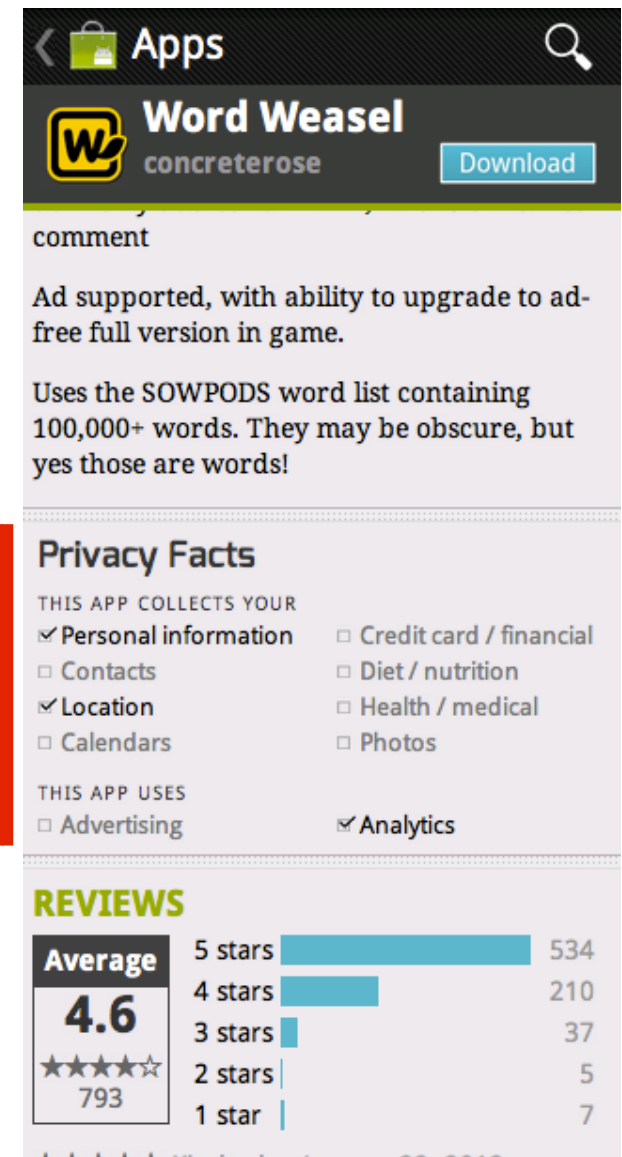 Apps
Word Weasel
concreterose
Download
comment
Ad supported, with ability to upgrade to ad-
free full version in game.
Uses the SOWPODS word list containing
100,000+ words. They may be obscure, but
yes those are words!
Privacy Facts
THIS APP COLLECTS YOUR
Personal information
Credit card / financial
Contacts
Diet / nutrition
Location
Health / medical
Calendars
Photos
THIS APP USES
Advertising
Analytics
REVIEWS
Average
4.6
793
5 stars 534
4 stars 210
3 stars 37
2 stars 5
1 star 7